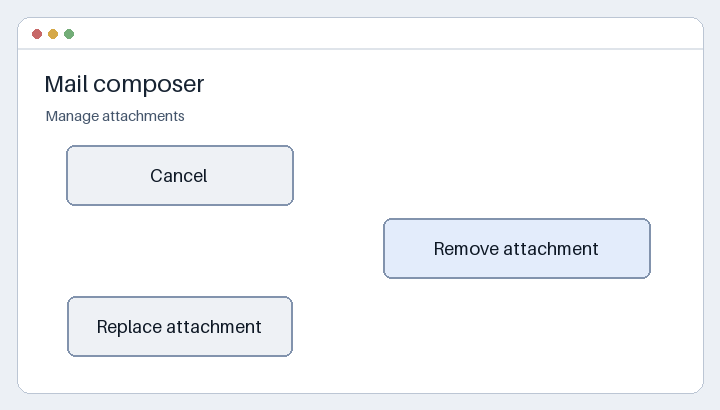 Mail composer
Manage attachments
Cancel
Remove attachment
Replace attachment